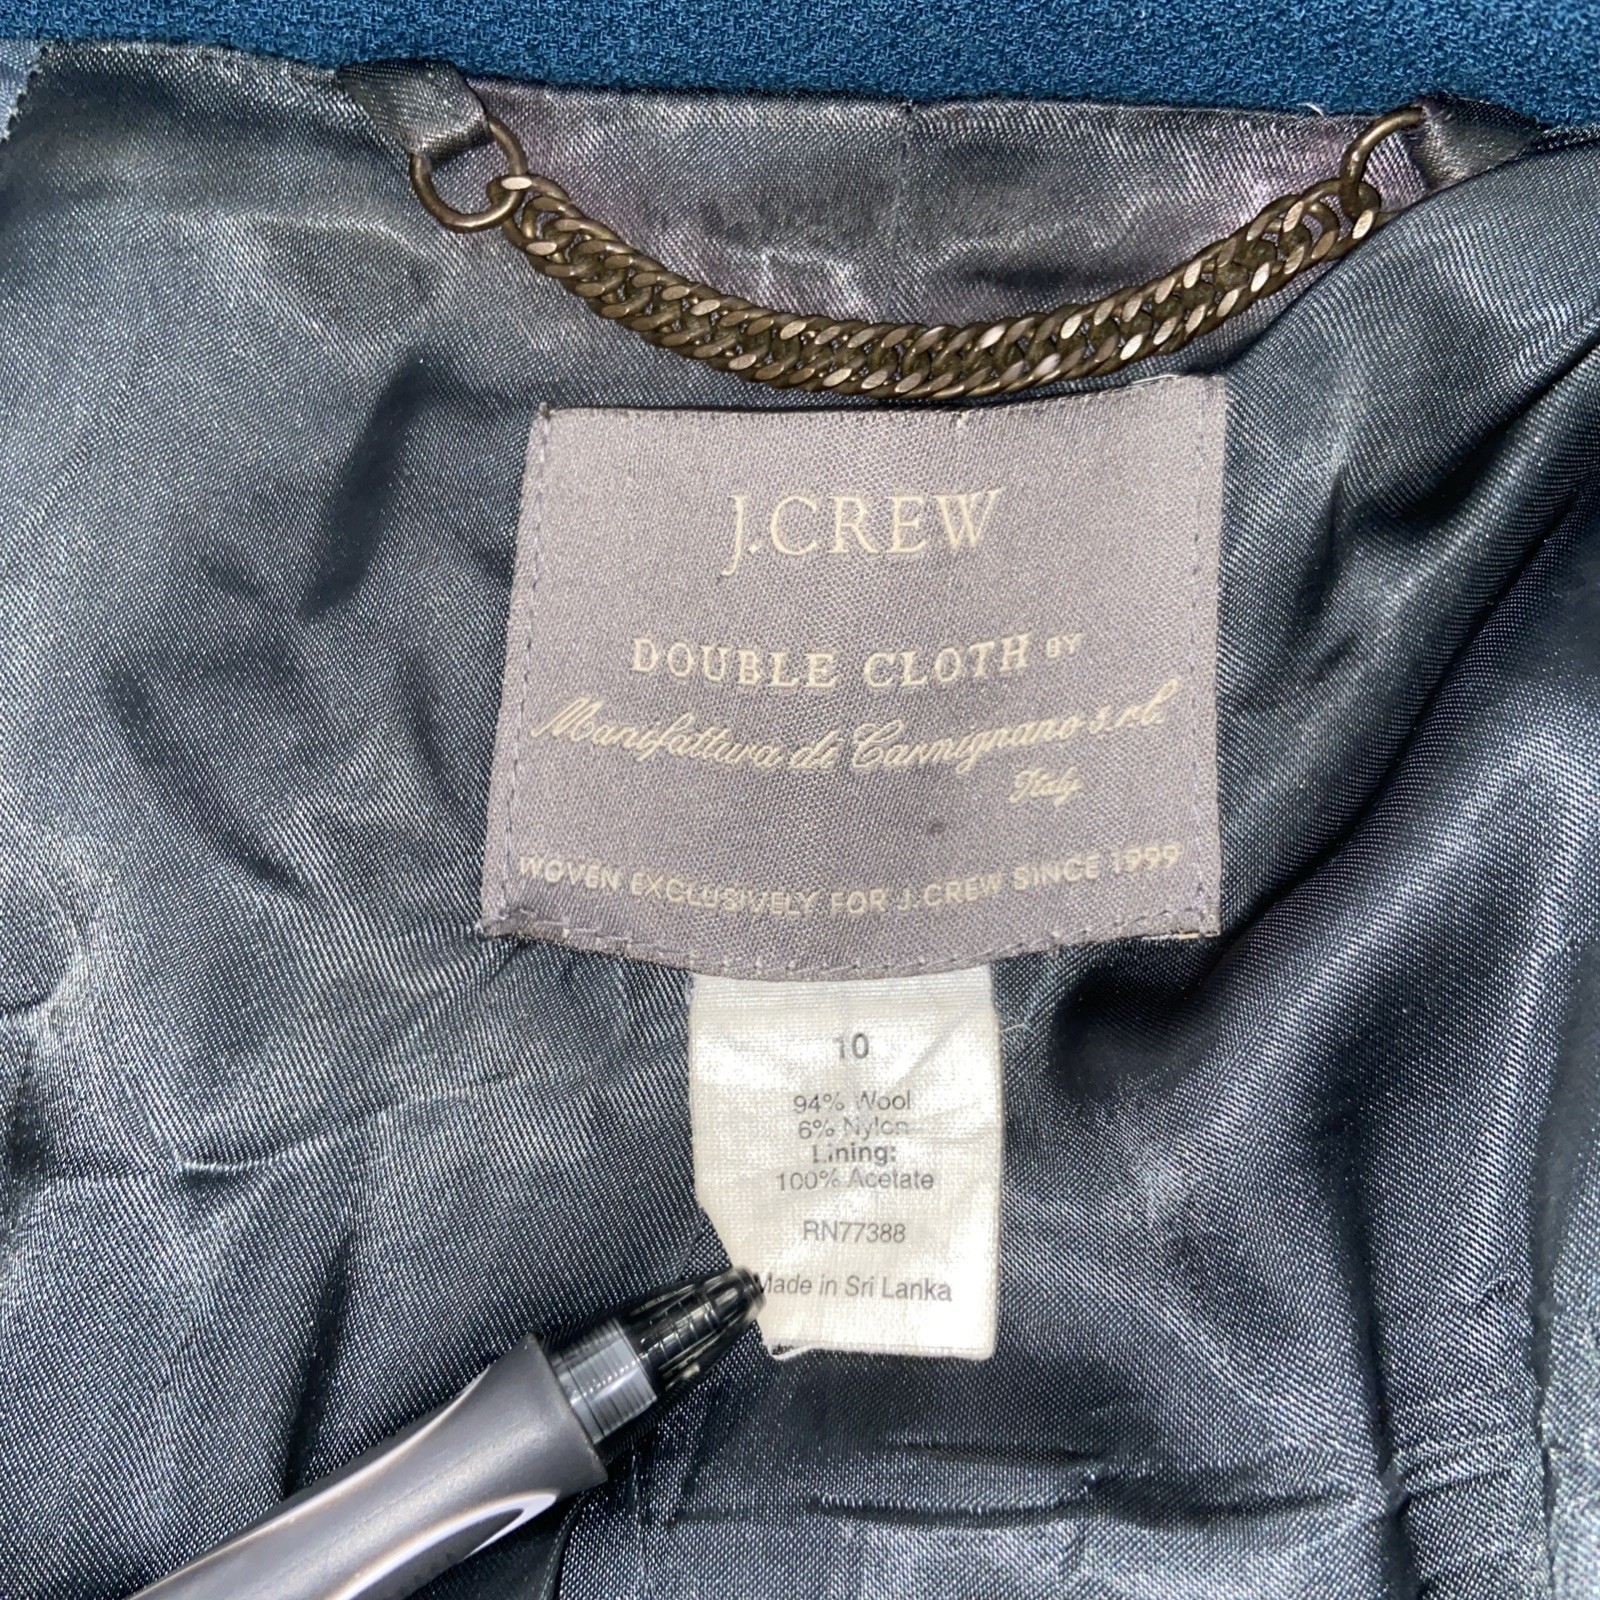 J.CREW
DOUBLE CLOTH BY
Manifattura di Carmignano s.r.l.
Italy
WOVEN EXCLUSIVELY FOR J.CREW SINCE 1999
10
94% Wool
6% Nylon
Lining:
100% Acetate
RN77388
Made in Sri Lanka